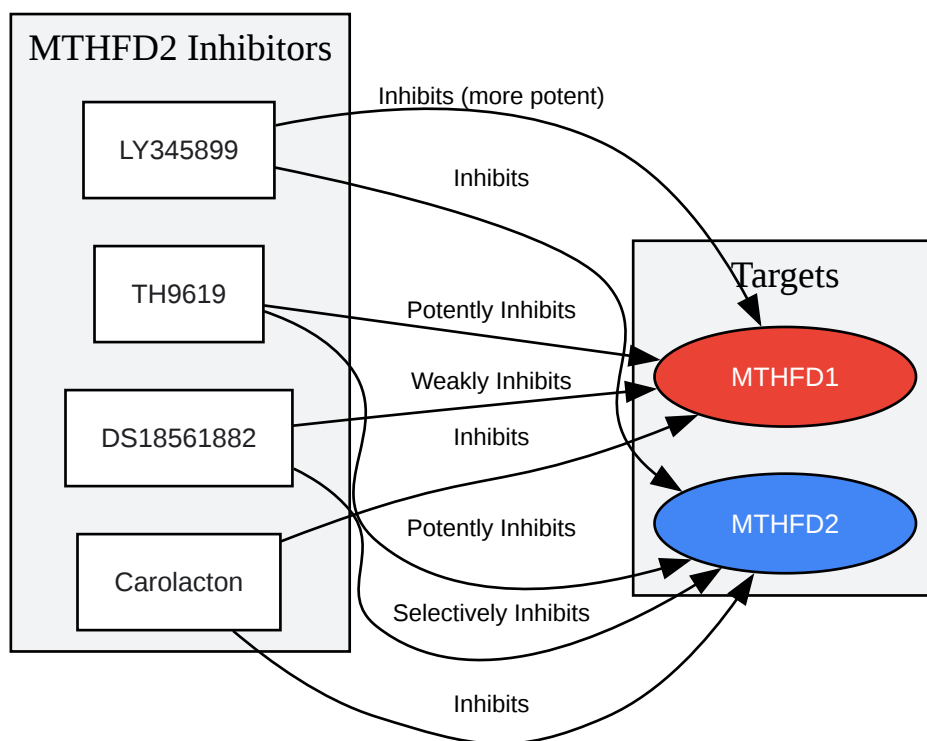 MTHFD2 Inhibitors
LY345899
TH9619
DS18561882
Carolacton
Inhibits (more potent)
Inhibits
Potently Inhibits
Weakly Inhibits
Inhibits
Potently Inhibits
Selectively Inhibits
Inhibits
Targets
MTHFD1
MTHFD2